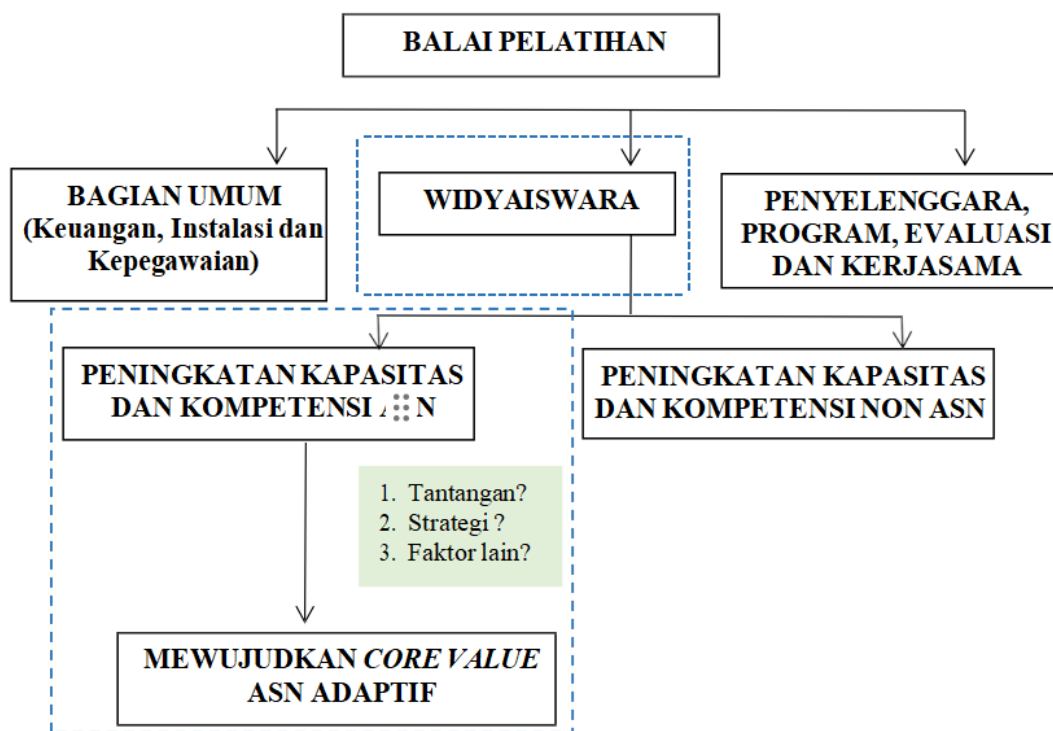 BALAI PELATIHAN
BAGIAN UMUM
(Keuangan, Instalasi dan
Kepegawaian)
WIDYAISWARA
PENYELENGGARA,
PROGRAM, EVALUASI
DAN KERJASAMA
PENINGKATAN KAPASITAS
DAN KOMPETENSI
PENINGKATAN KAPASITAS
DAN KOMPETENSI NON ASN
1. Tantangan?
2. Strategi ?
3. Faktor lain?
MEWUJUDKAN CORE VALUE
ASN ADAPTIF